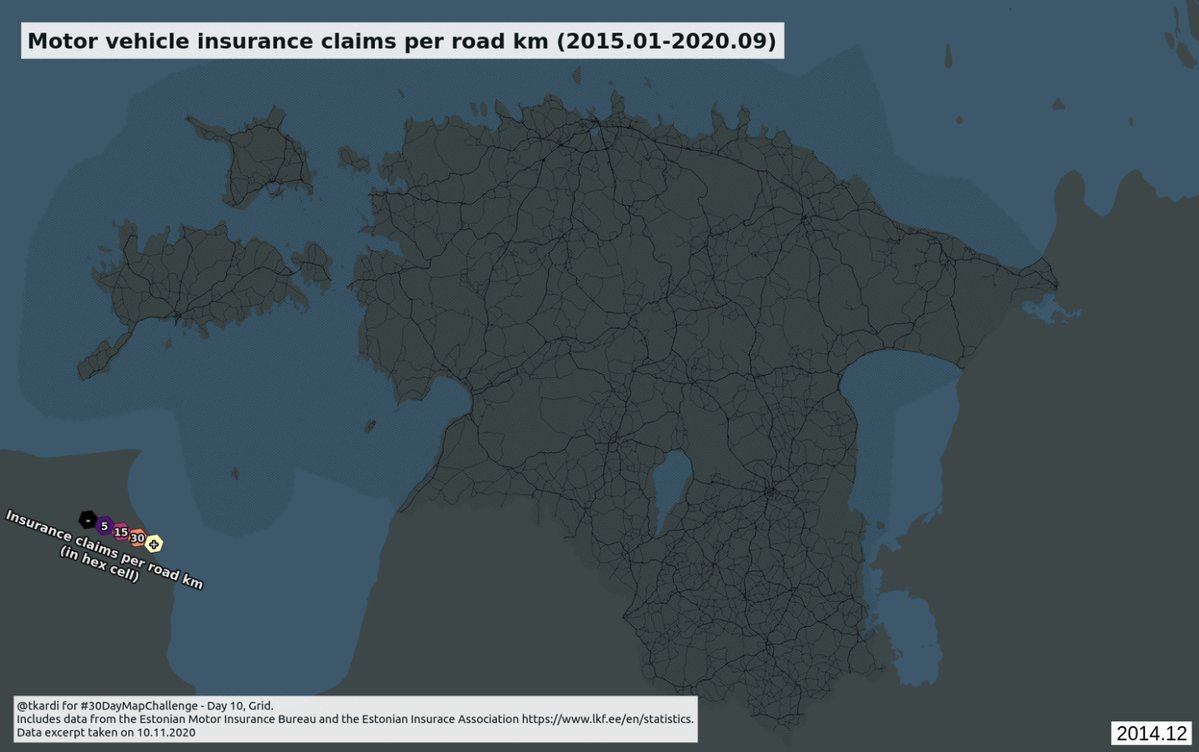 Motor vehicle insurance claims per road km (2015.01-2020.09)
- 5 15 30 +
Insurance claims per road km
(in hex cell)
@tkardi for #30DayMapChallenge - Day 10, Grid.
Includes data from the Estonian Motor Insurance Bureau and the Estonian Insurace Association https://www.lkf.ee/en/statistics.
Data excerpt taken on 10.11.2020
2014.12